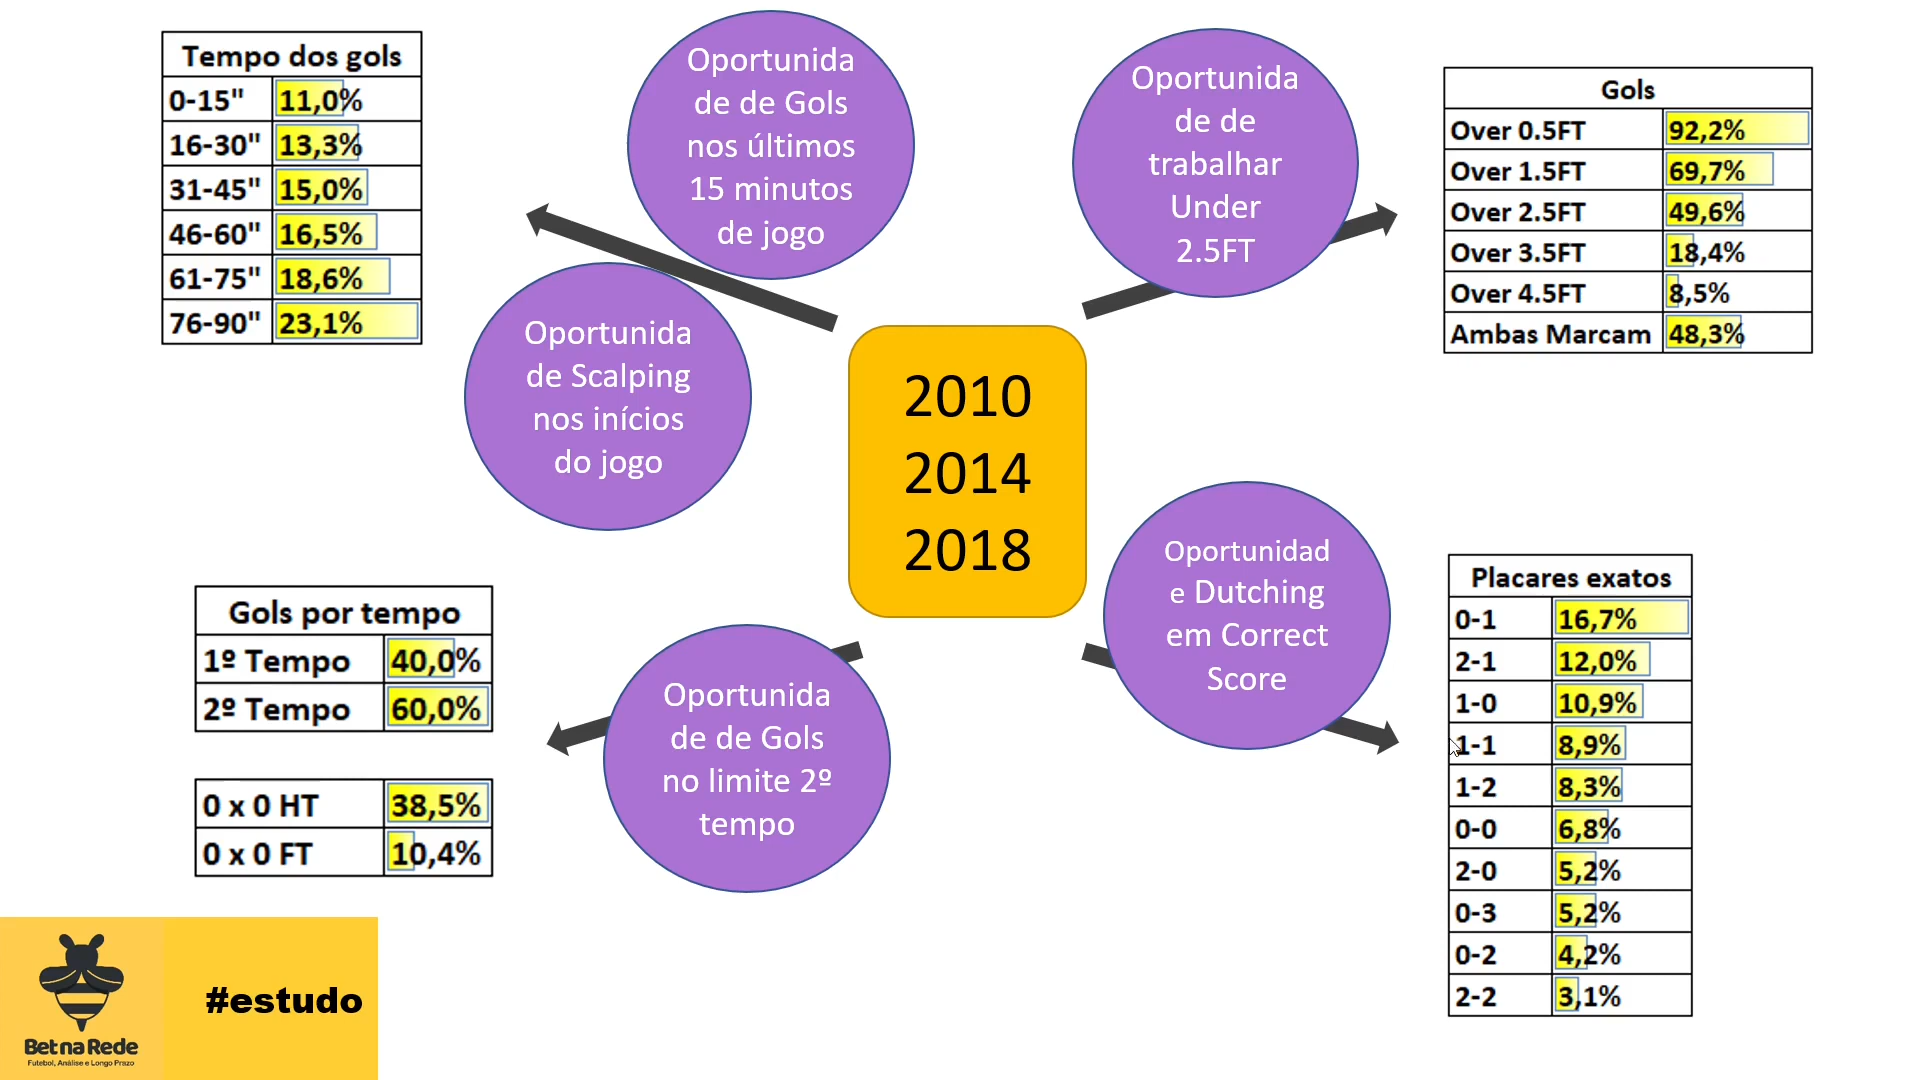 Tempo dos gols
0-15" 11,0%
16-30" 13,3%
31-45" 15,0%
46-60" 16,5%
61-75" 18,6%
76-90" 23,1%
Oportunida
de de Gols
nos últimos
15 minutos
de jogo
Oportunida
de de
trabalhar
Under
2.5FT
Gols
Over 0.5FT 92,2%
Over 1.5FT 69,7%
Over 2.5FT 49,6%
Over 3.5FT 18,4%
Over 4.5FT 8,5%
Ambas Marcam 48,3%
Oportunida
de Scalping
nos inícios
do jogo
2010
2014
2018
Gols por tempo
1º Tempo 40,0%
2º Tempo 60,0%
0 x 0 HT 38,5%
0 x 0 FT 10,4%
Oportunida
de de Gols
no limite 2º
tempo
Oportunidad
e Dutching
em Correct
Score
Placares exatos
0-1 16,7%
2-1 12,0%
1-0 10,9%
1-1 8,9%
1-2 8,3%
0-0 6,8%
2-0 5,2%
0-3 5,2%
0-2 4,2%
2-2 3,1%
Bet na Rede
Futebol, Análise e Longo Prazo
#estudo